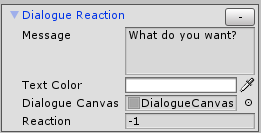 Dialogue Reaction -
Message What do you want?
Text Color
Dialogue Canvas DialogueCanvas
Reaction -1